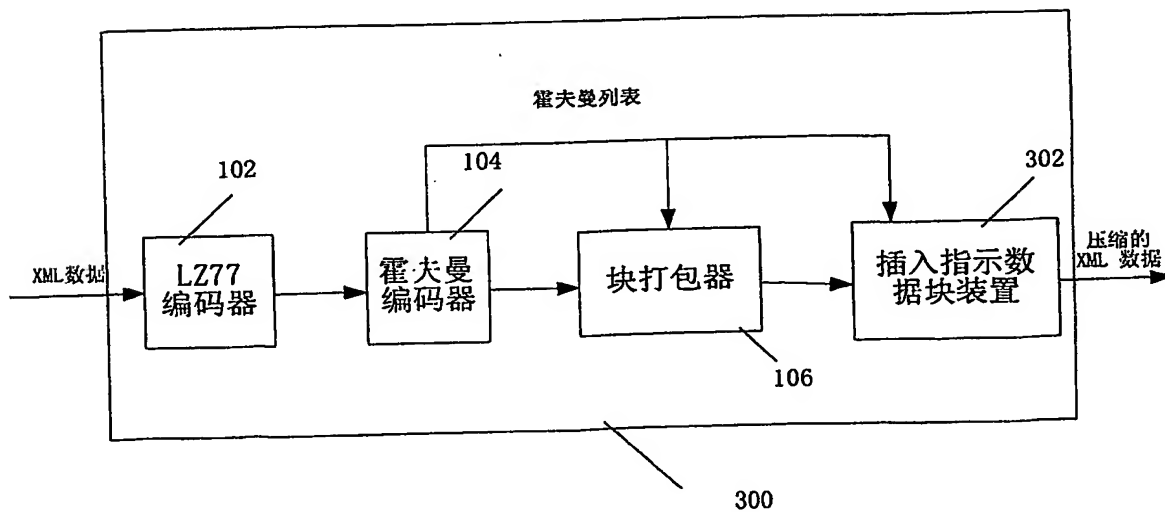 霍夫曼列表
102
104
302
XML数据
LZ77
编码器
霍夫曼
编码器
块打包器
插入指示数
据块装置
压缩的
XML 数据
106
300